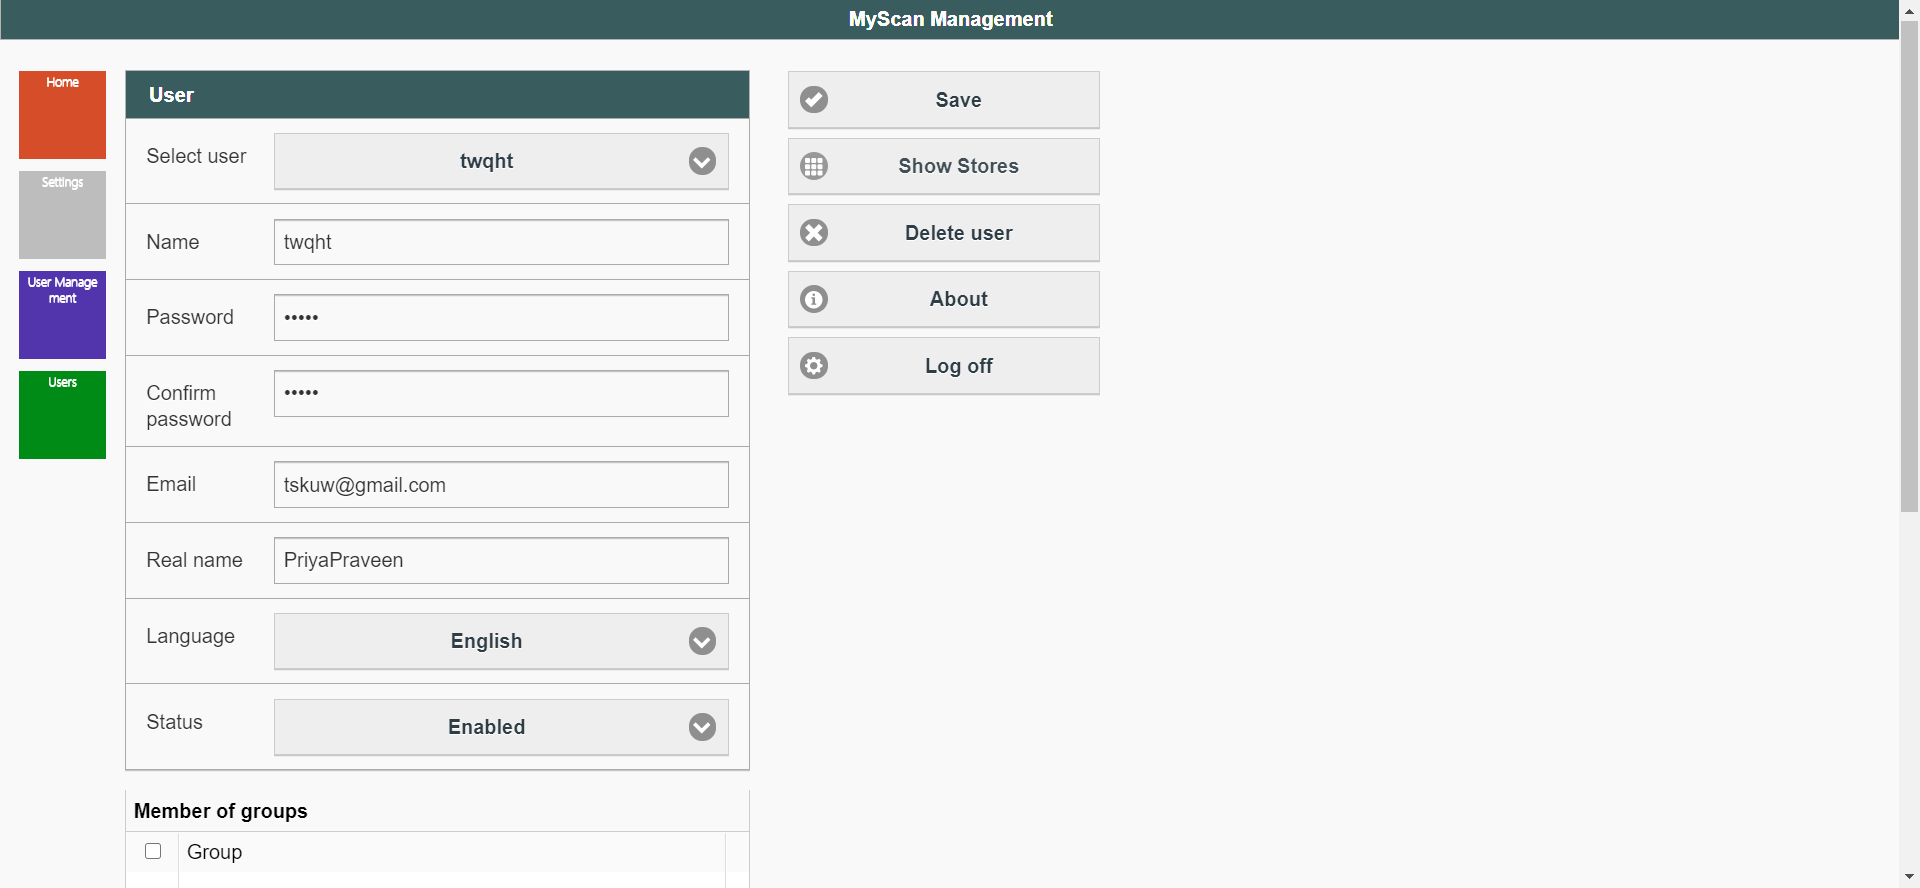 MyScan Management
Home
Settings
User Manage
ment
Users
User
Select user
twqht
Name
twqht
Password
•••••
Confirm
password
•••••
Email
tskuw@gmail.com
Real name
PriyaPraveen
Language
English
Status
Enabled
Member of groups
Group
Save
Show Stores
Delete user
About
Log off